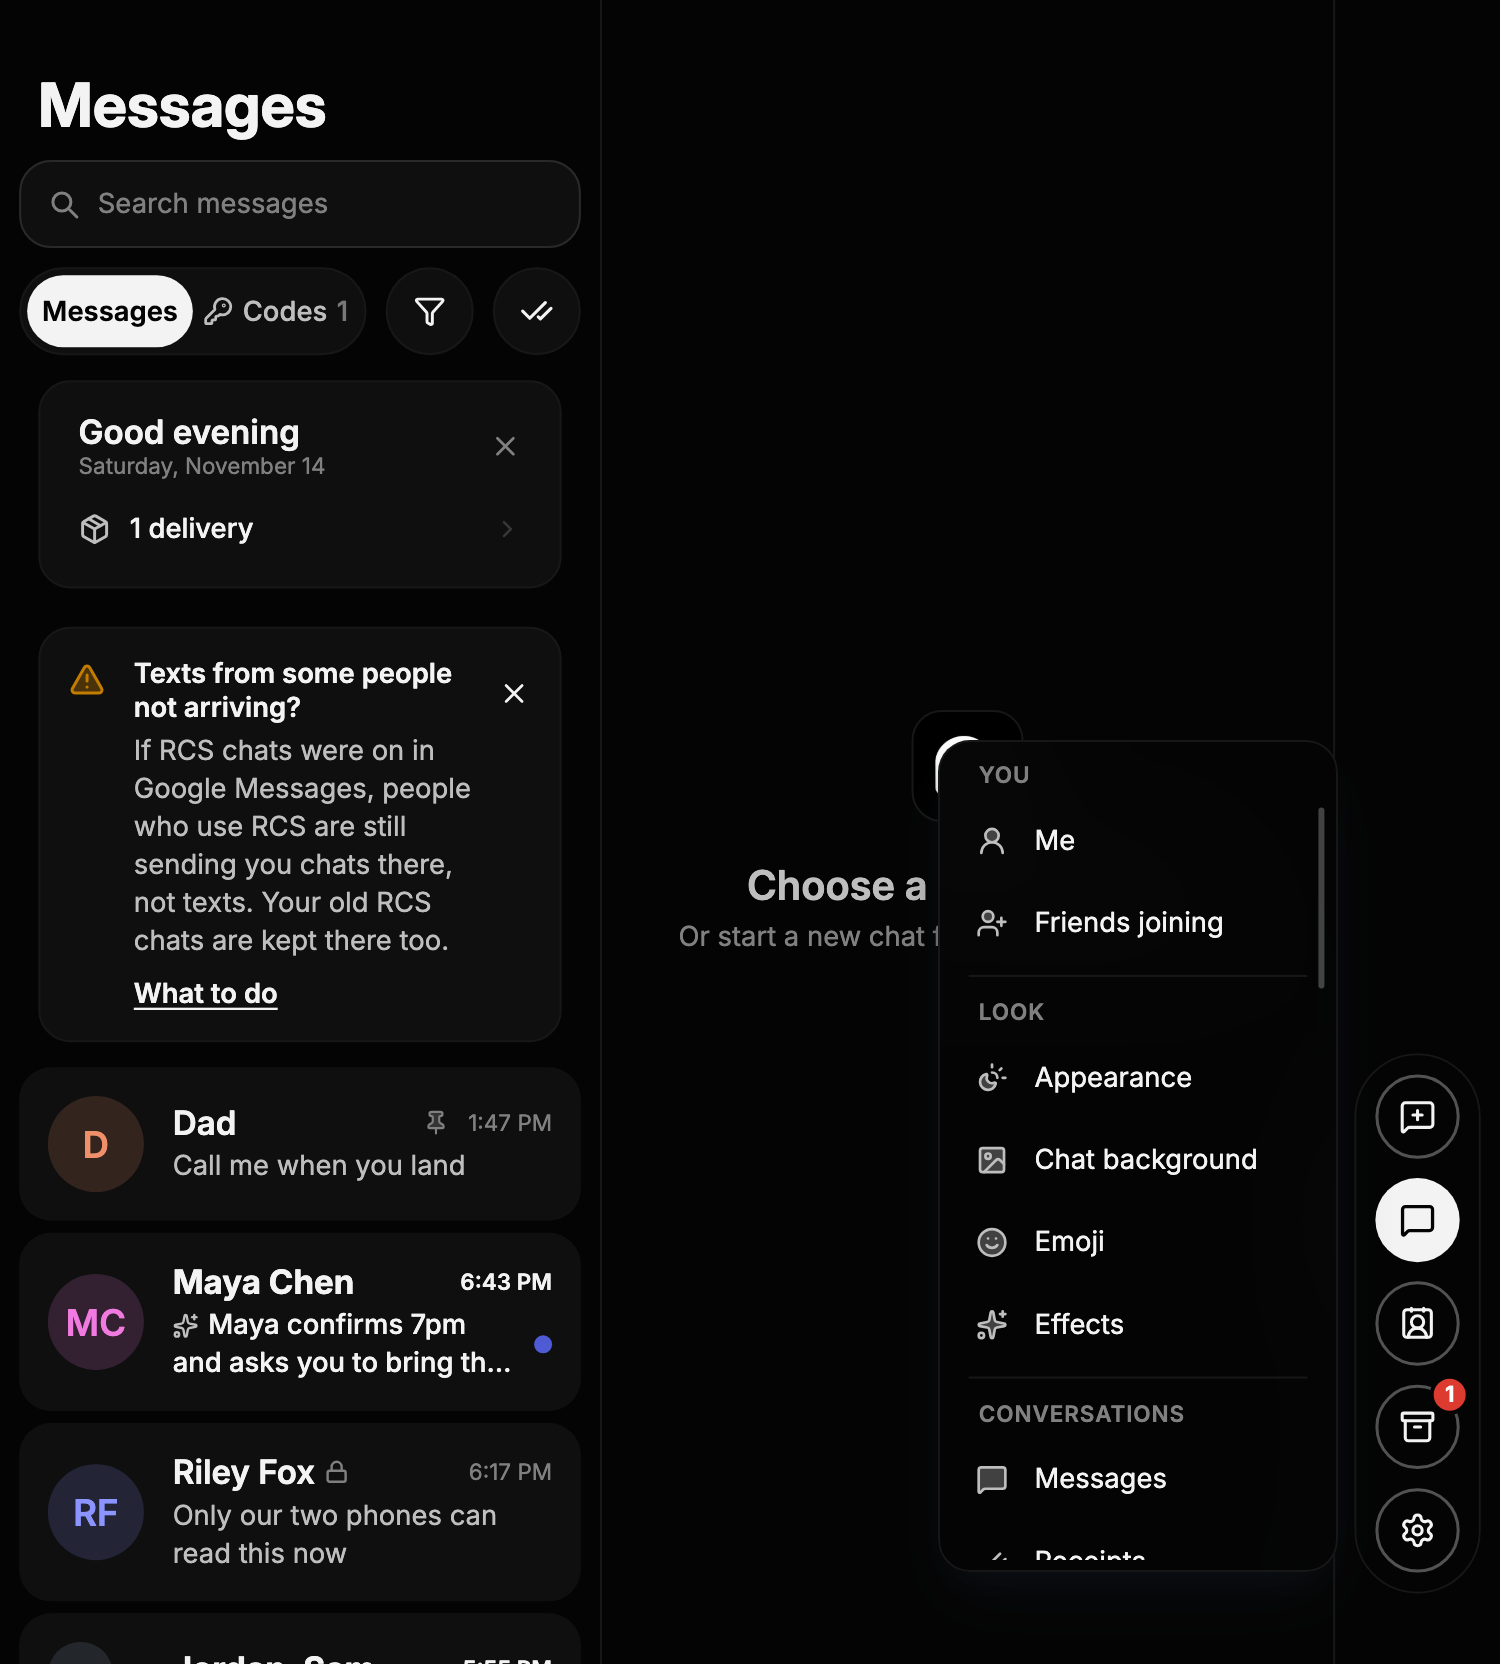 Messages
Search messages
Messages
Codes 1
Good evening
Saturday, November 14
1 delivery
Texts from some people
not arriving?
If RCS chats were on in
Google Messages, people
who use RCS are still
sending you chats there,
not texts. Your old RCS
chats are kept there too.
What to do
D
Dad
1:47 PM
Call me when you land
MC
Maya Chen
6:43 PM
Maya confirms 7pm
and asks you to bring th...
RF
Riley Fox
6:17 PM
Only our two phones can
read this now
Choose a
Or start a new chat
YOU
Me
Friends joining
LOOK
Appearance
Chat background
Emoji
Effects
CONVERSATIONS
Messages
1